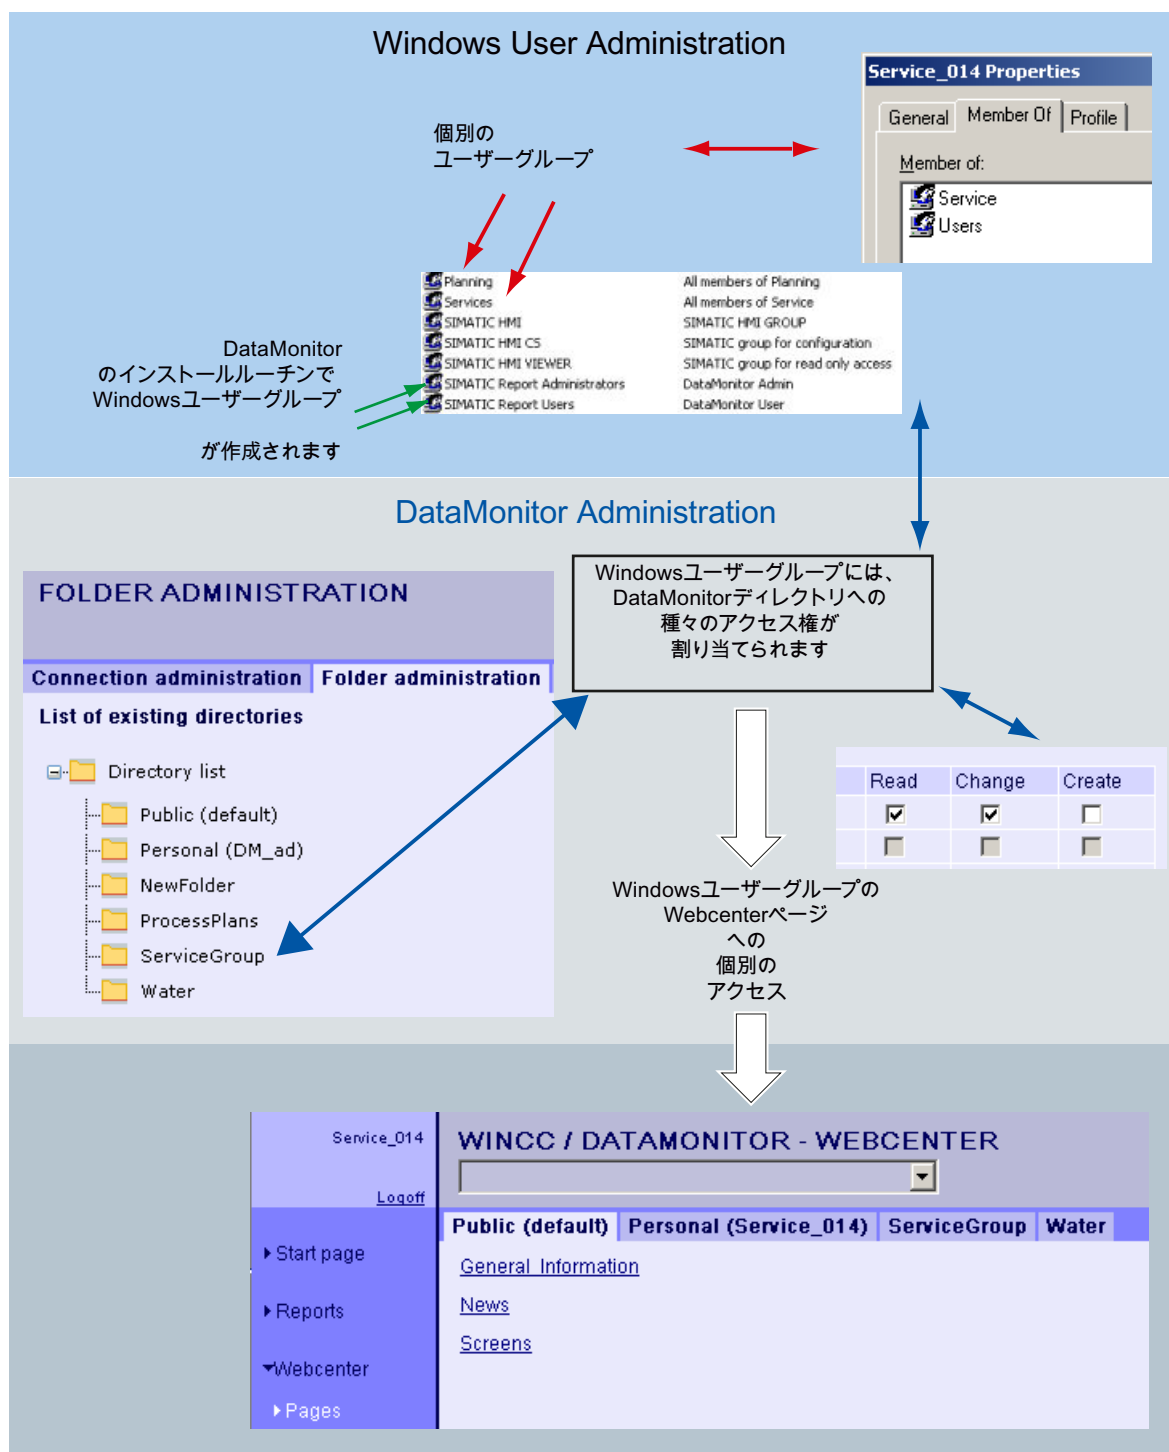 Windows User Administration
Service_014 Properties
General
Member Of
Profile
Member of:
Service
Users
個別の
ユーザーグループ
Planning
All members of Planning
Services
All members of Service
SIMATIC HMI
SIMATIC HMI GROUP
SIMATIC HMI CS
SIMATIC group for configuration
SIMATIC HMI VIEWER
SIMATIC group for read only access
SIMATIC Report Administrators
DataMonitor Admin
SIMATIC Report Users
DataMonitor User
DataMonitor
のインストールルーチンで
Windowsユーザーグループ
が作成されます
DataMonitor Administration
FOLDER ADMINISTRATION
Connection administration
Folder administration
List of existing directories
Directory list
Public (default)
Personal (DM_ad)
NewFolder
ProcessPlans
ServiceGroup
Water
Windowsユーザーグループには、
DataMonitorディレクトリへの
種々のアクセス権が
割り当てられます
Read
Change
Create
Windowsユーザーグループの
Webcenterページ
への
個別の
アクセス
Service_014
Logoff
WINCC / DATAMONITOR - WEBCENTER
Public (default)
Personal (Service_014)
ServiceGroup
Water
Start page
Reports
Webcenter
Pages
General Information
News
Screens